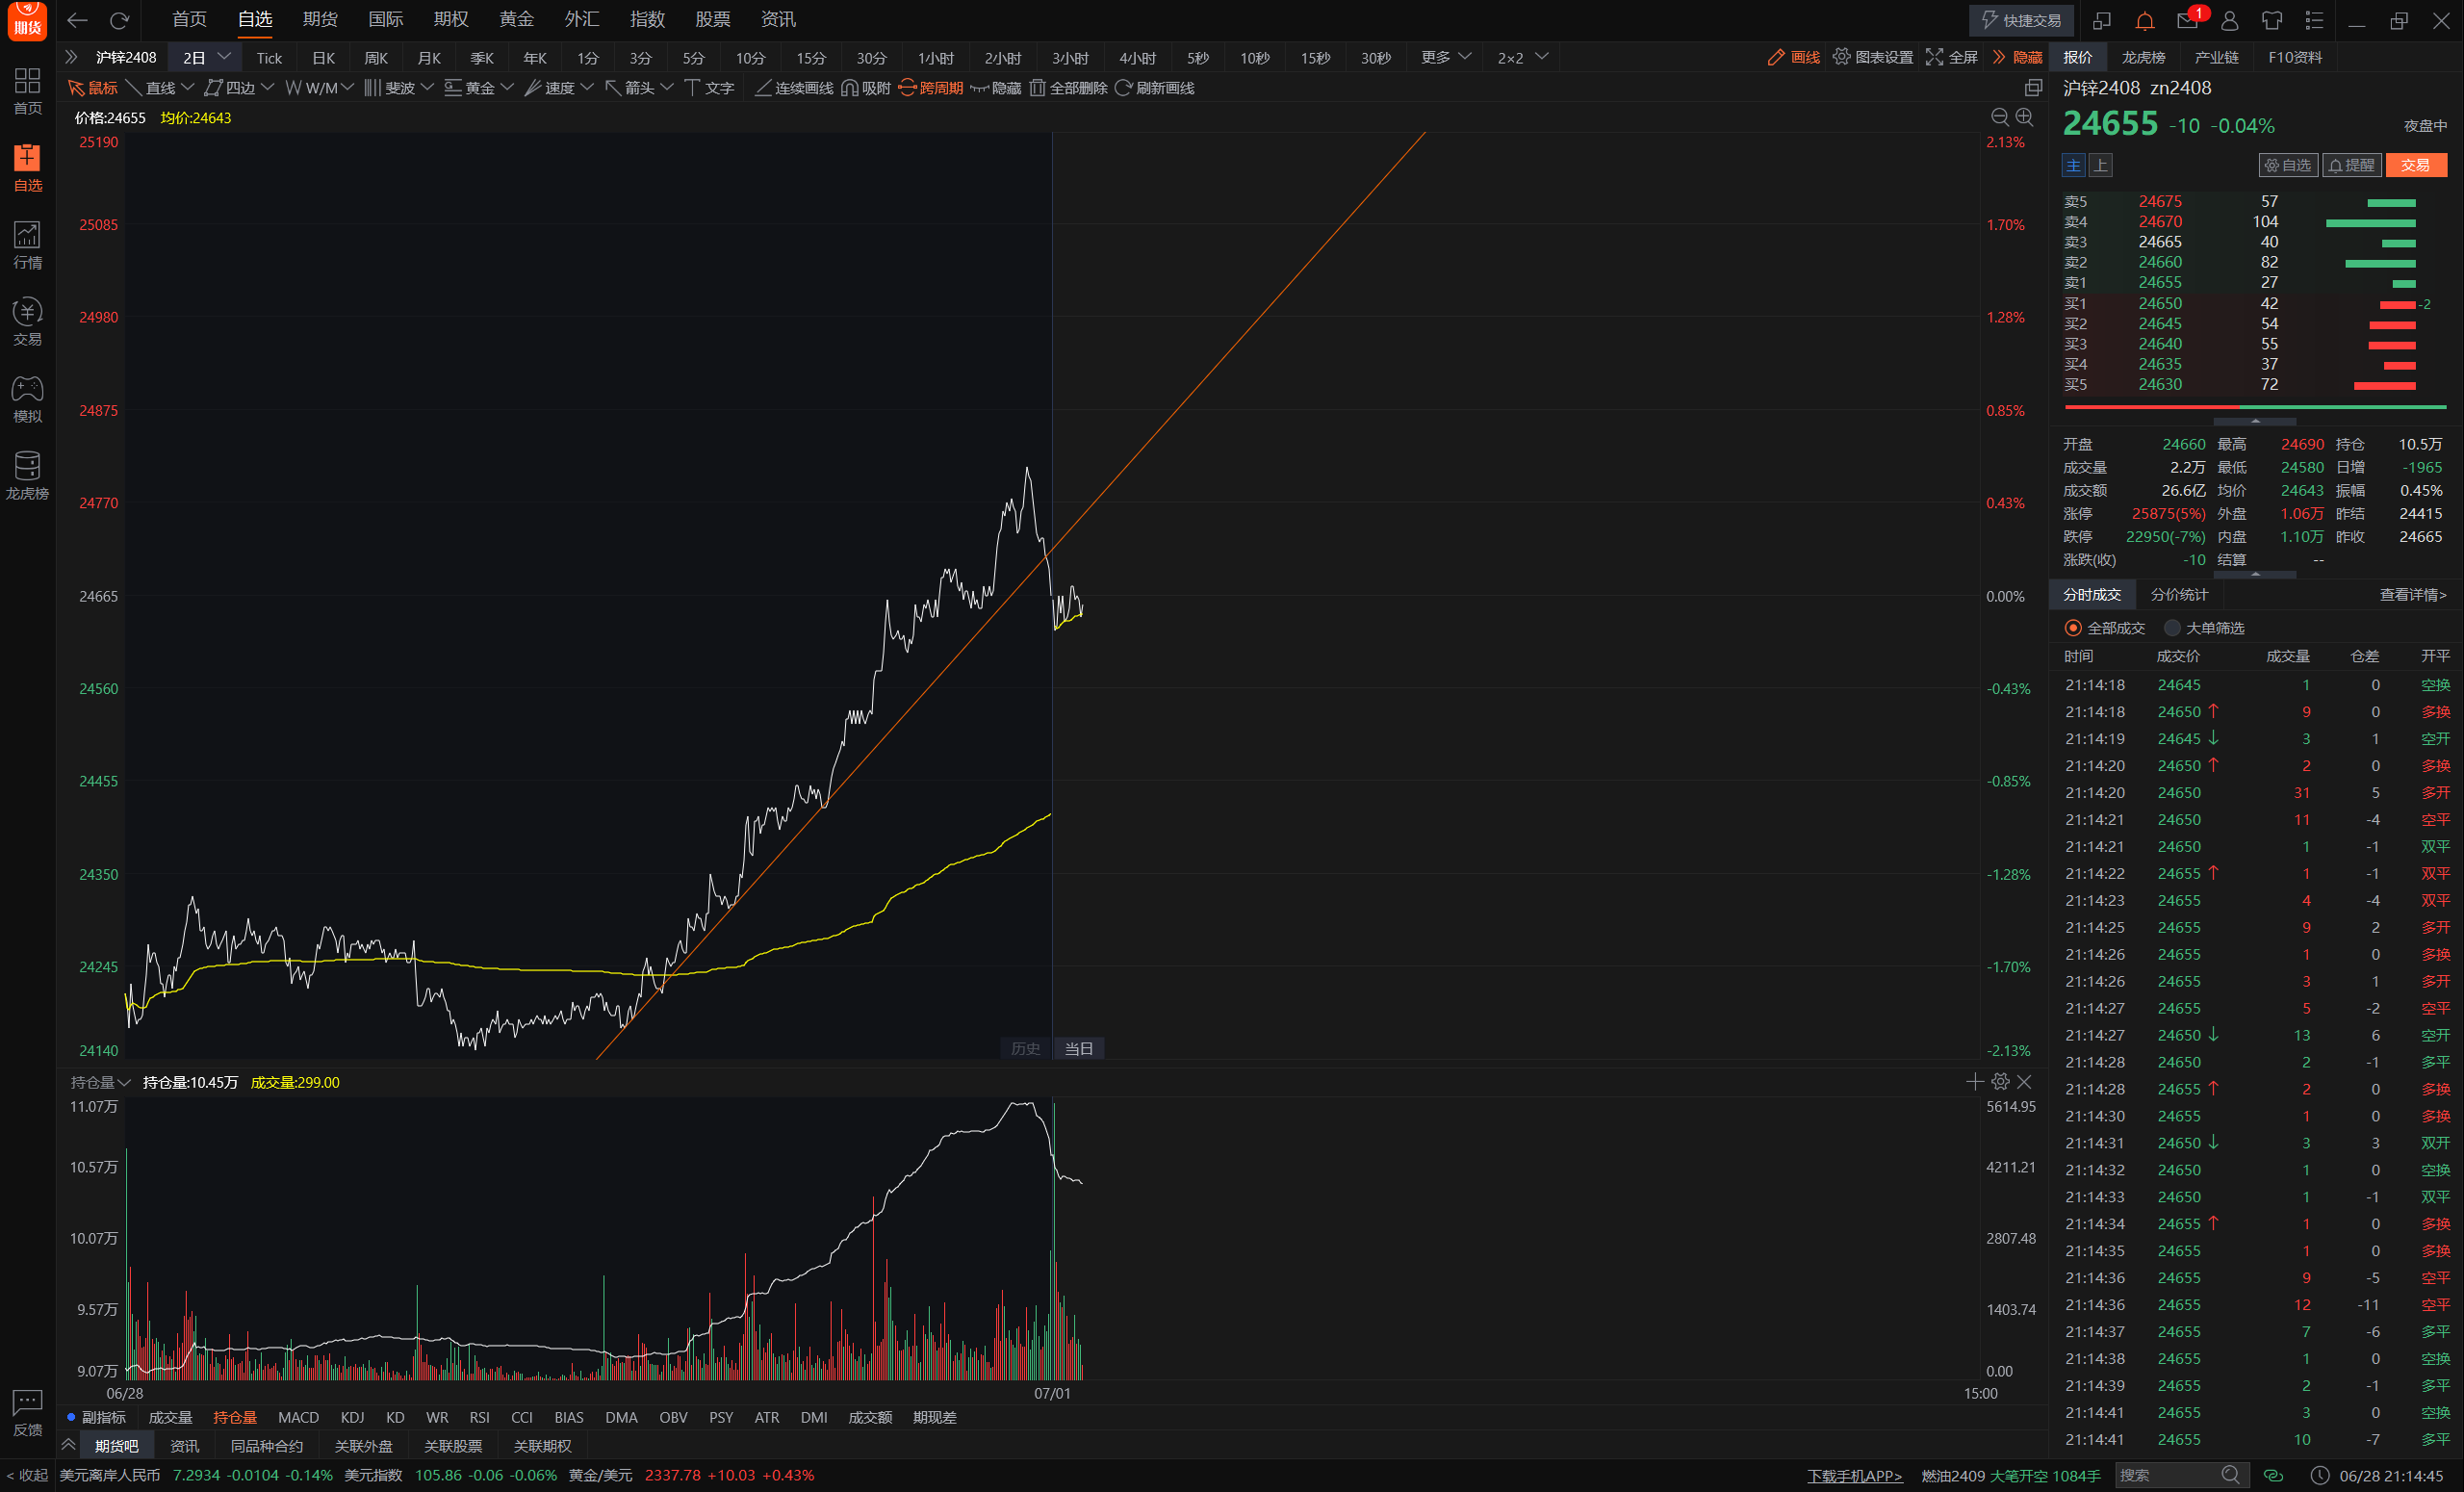 期货 首页 自选 期货 国际 期权 黄金 外汇 指数 股票 资讯 快捷交易 1
沪锌2408 2日 Tick 日K 周K 月K 季K 年K 1分 3分 5分 10分 15分 30分 1小时 2小时 3小时 4小时 5秒 10秒 15秒 30秒 更多 2×2 画线 图表设置 全屏 隐藏
鼠标 直线 四边 W/M 斐波 黄金 速度 箭头 文字 连续画线 吸附 跨周期 隐藏 全部删除 刷新画线
首页
自选
行情
交易
模拟
龙虎榜
反馈
价格:24655 均价:24643
25190 2.13%
25085 1.70%
24980 1.28%
24875 0.85%
24770 0.43%
24665 0.00%
24560 -0.43%
24455 -0.85%
24350 -1.28%
24245 -1.70%
24140 -2.13%
历史 当日
持仓量 持仓量:10.45万 成交量:299.00
11.07万 5614.95
10.57万 4211.21
10.07万 2807.48
9.57万 1403.74
9.07万 0.00
06/28 07/01 15:00
副指标 成交量 持仓量 MACD KDJ KD WR RSI CCI BIAS DMA OBV PSY ATR DMI 成交额 期现差
期货吧 资讯 同品种合约 关联外盘 关联股票 关联期权
报价 龙虎榜 产业链 F10资料
沪锌2408 zn2408
24655 -10 -0.04% 夜盘中
主 上 自选 提醒 交易
卖5 24675 57
卖4 24670 104
卖3 24665 40
卖2 24660 82
卖1 24655 27
买1 24650 42 -2
买2 24645 54
买3 24640 55
买4 24635 37
买5 24630 72
开盘 24660 最高 24690 持仓 10.5万
成交量 2.2万 最低 24580 日增 -1965
成交额 26.6亿 均价 24643 振幅 0.45%
涨停 25875(5%) 外盘 1.06万 昨结 24415
跌停 22950(-7%) 内盘 1.10万 昨收 24665
涨跌(收) -10 结算 --
分时成交 分价统计 查看详情>
全部成交 大单筛选
时间 成交价 成交量 仓差 开平
21:14:18 24645 1 0 空换
21:14:18 24650 ↑ 9 0 多换
21:14:19 24645 ↓ 3 1 空开
21:14:20 24650 ↑ 2 0 多换
21:14:20 24650 31 5 多开
21:14:21 24650 11 -4 空平
21:14:21 24650 1 -1 双平
21:14:22 24655 ↑ 1 -1 双平
21:14:23 24655 4 -4 双平
21:14:25 24655 9 2 多开
21:14:26 24655 1 0 多换
21:14:26 24655 3 1 多开
21:14:27 24655 5 -2 空平
21:14:27 24650 ↓ 13 6 空开
21:14:28 24650 2 -1 多平
21:14:28 24655 ↑ 2 0 多换
21:14:30 24655 1 0 多换
21:14:31 24650 ↓ 3 3 双开
21:14:32 24650 1 0 空换
21:14:33 24650 1 -1 双平
21:14:34 24655 ↑ 1 0 多换
21:14:35 24655 1 0 多换
21:14:36 24655 9 -5 空平
21:14:36 24655 12 -11 空平
21:14:37 24655 7 -6 多平
21:14:38 24655 1 0 空换
21:14:39 24655 2 -1 多平
21:14:41 24655 3 0 空换
21:14:41 24655 10 -7 多平
< 收起 美元离岸人民币 7.2934 -0.0104 -0.14% 美元指数 105.86 -0.06 -0.06% 黄金/美元 2337.78 +10.03 +0.43% 下载手机APP> 燃油2409 大笔开空 1084手 搜索 06/28 21:14:45